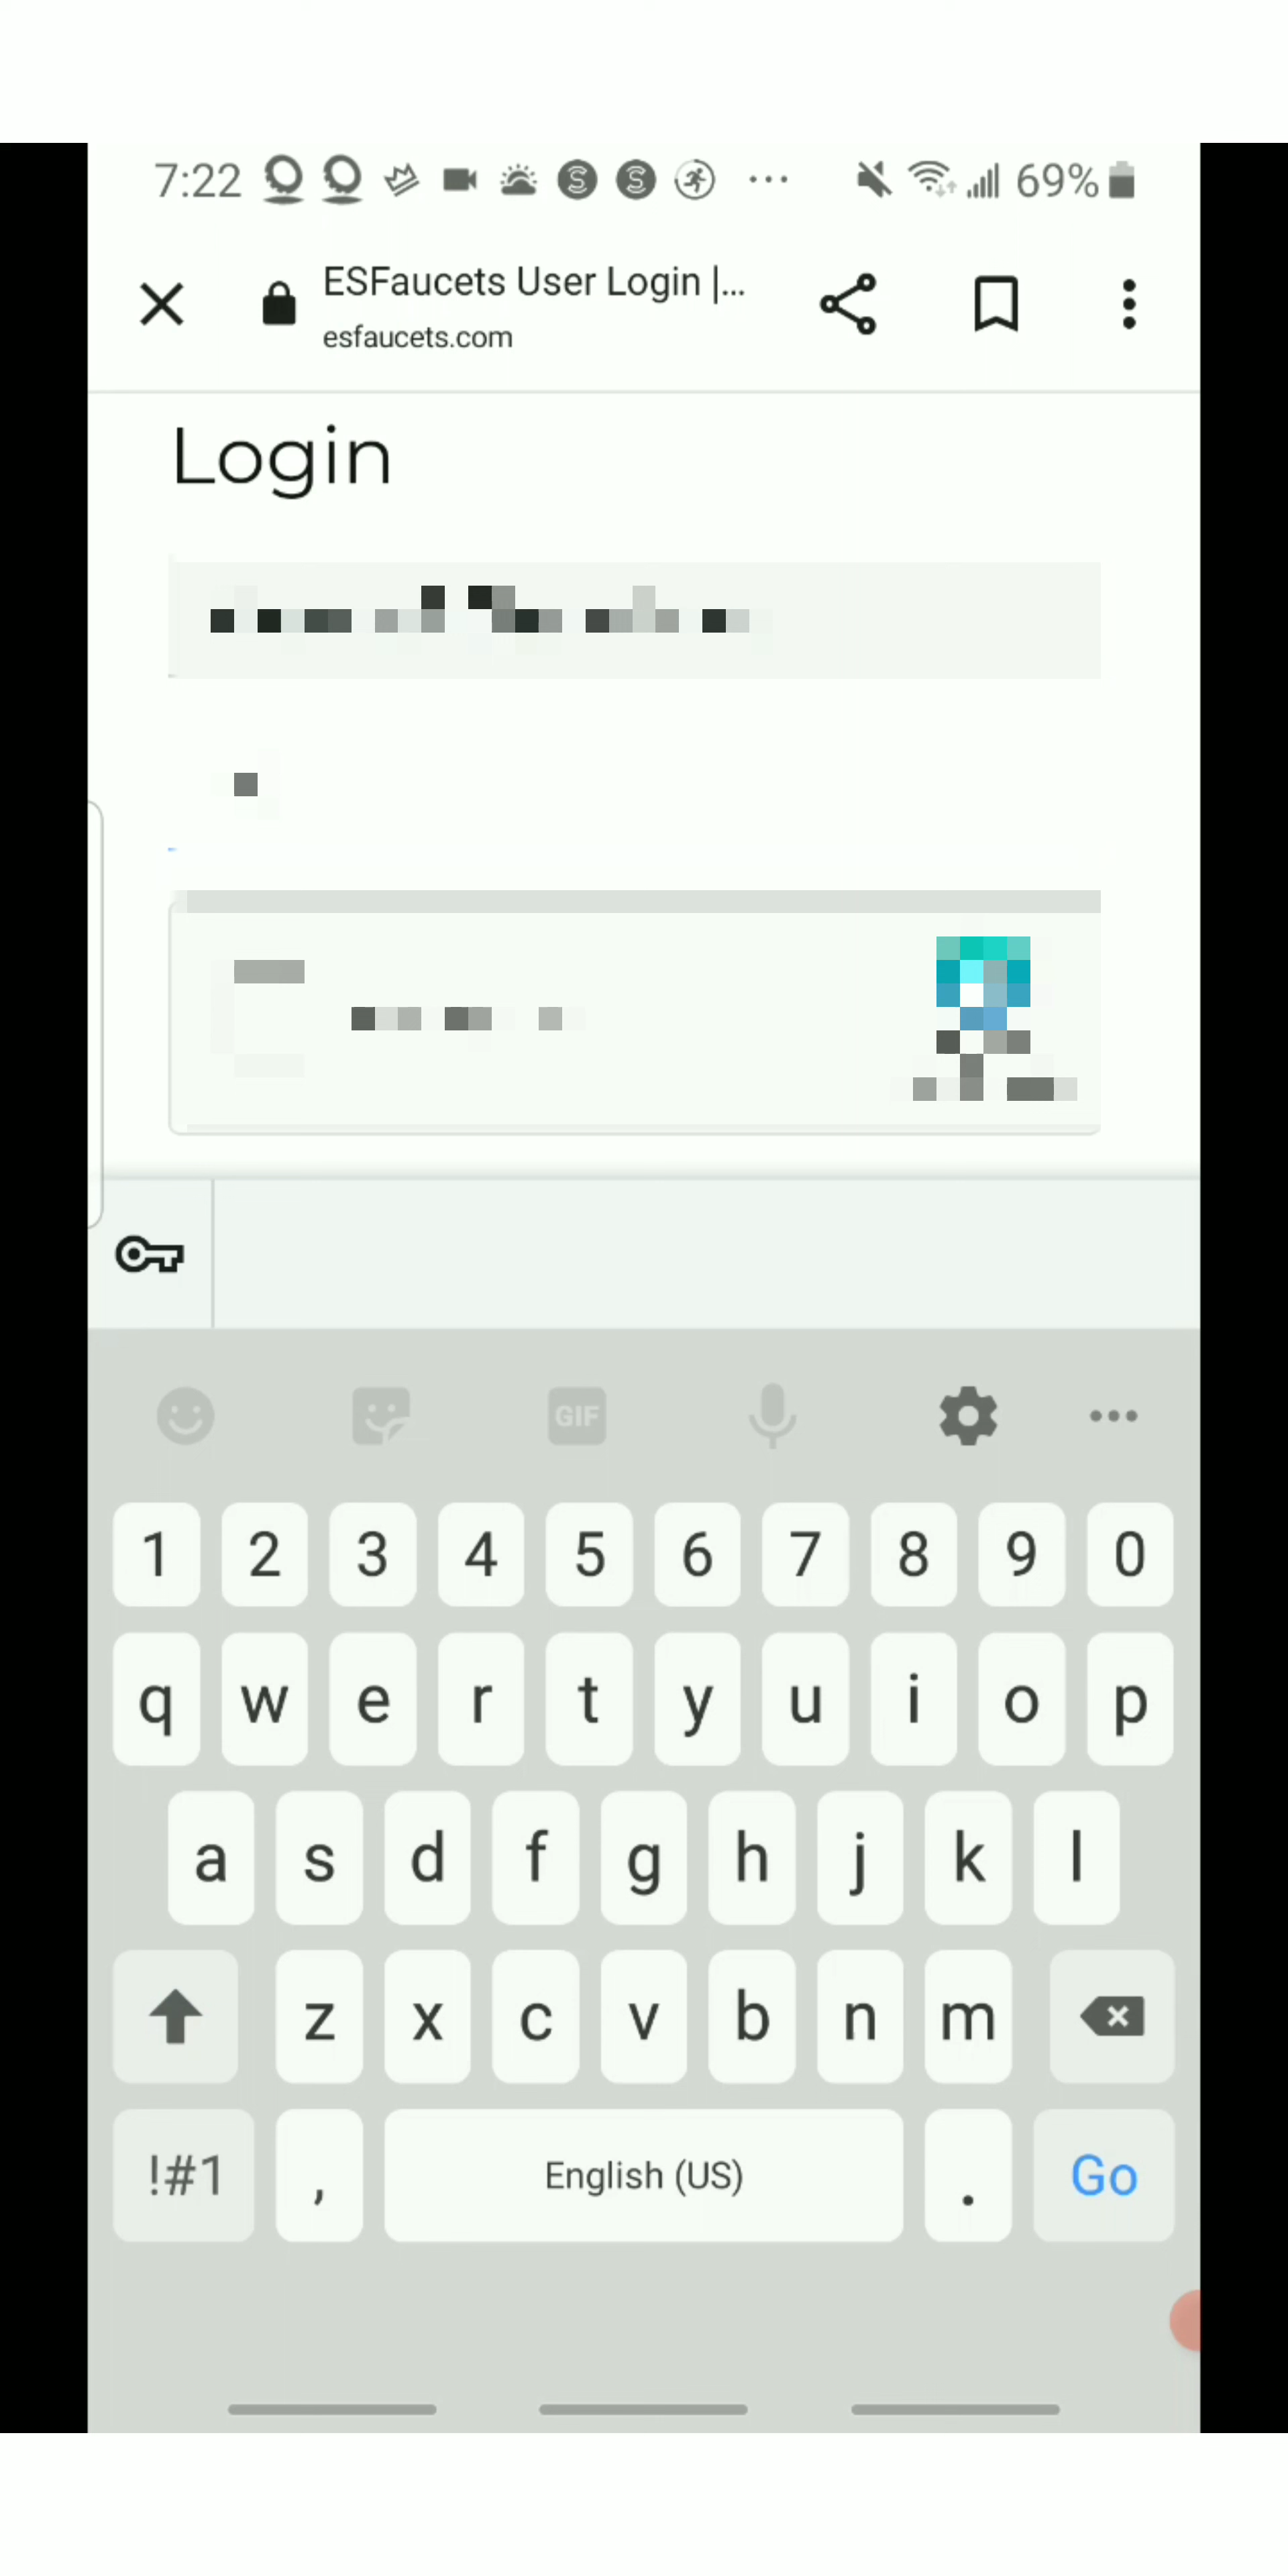 7:22 69%
ESFaucets User Login |...
esfaucets.com
Login
GIF
1 2 3 4 5 6 7 8 9 0
q w e r t y u i o p
a s d f g h j k l
z x c v b n m
!#1 , English (US) . Go